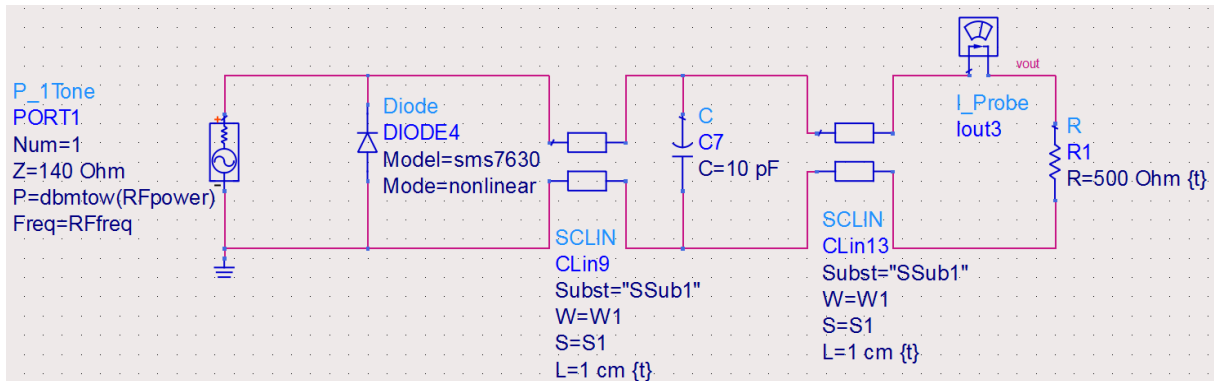 P_1Tone
PORT1
Num=1
Z=140 Ohm
P=dbmtow(RFpower)
Freq=RFfreq
+
-
Diode
DIODE4
Model=sms7630
Mode=nonlinear
SCLIN
CLin9
Subst="SSub1"
W=W1
S=S1
L=1 cm {t}
C
C7
C=10 pF
SCLIN
CLin13
Subst="SSub1"
W=W1
S=S1
L=1 cm {t}
vout
I_Probe
Iout3
R
R1
R=500 Ohm {t}